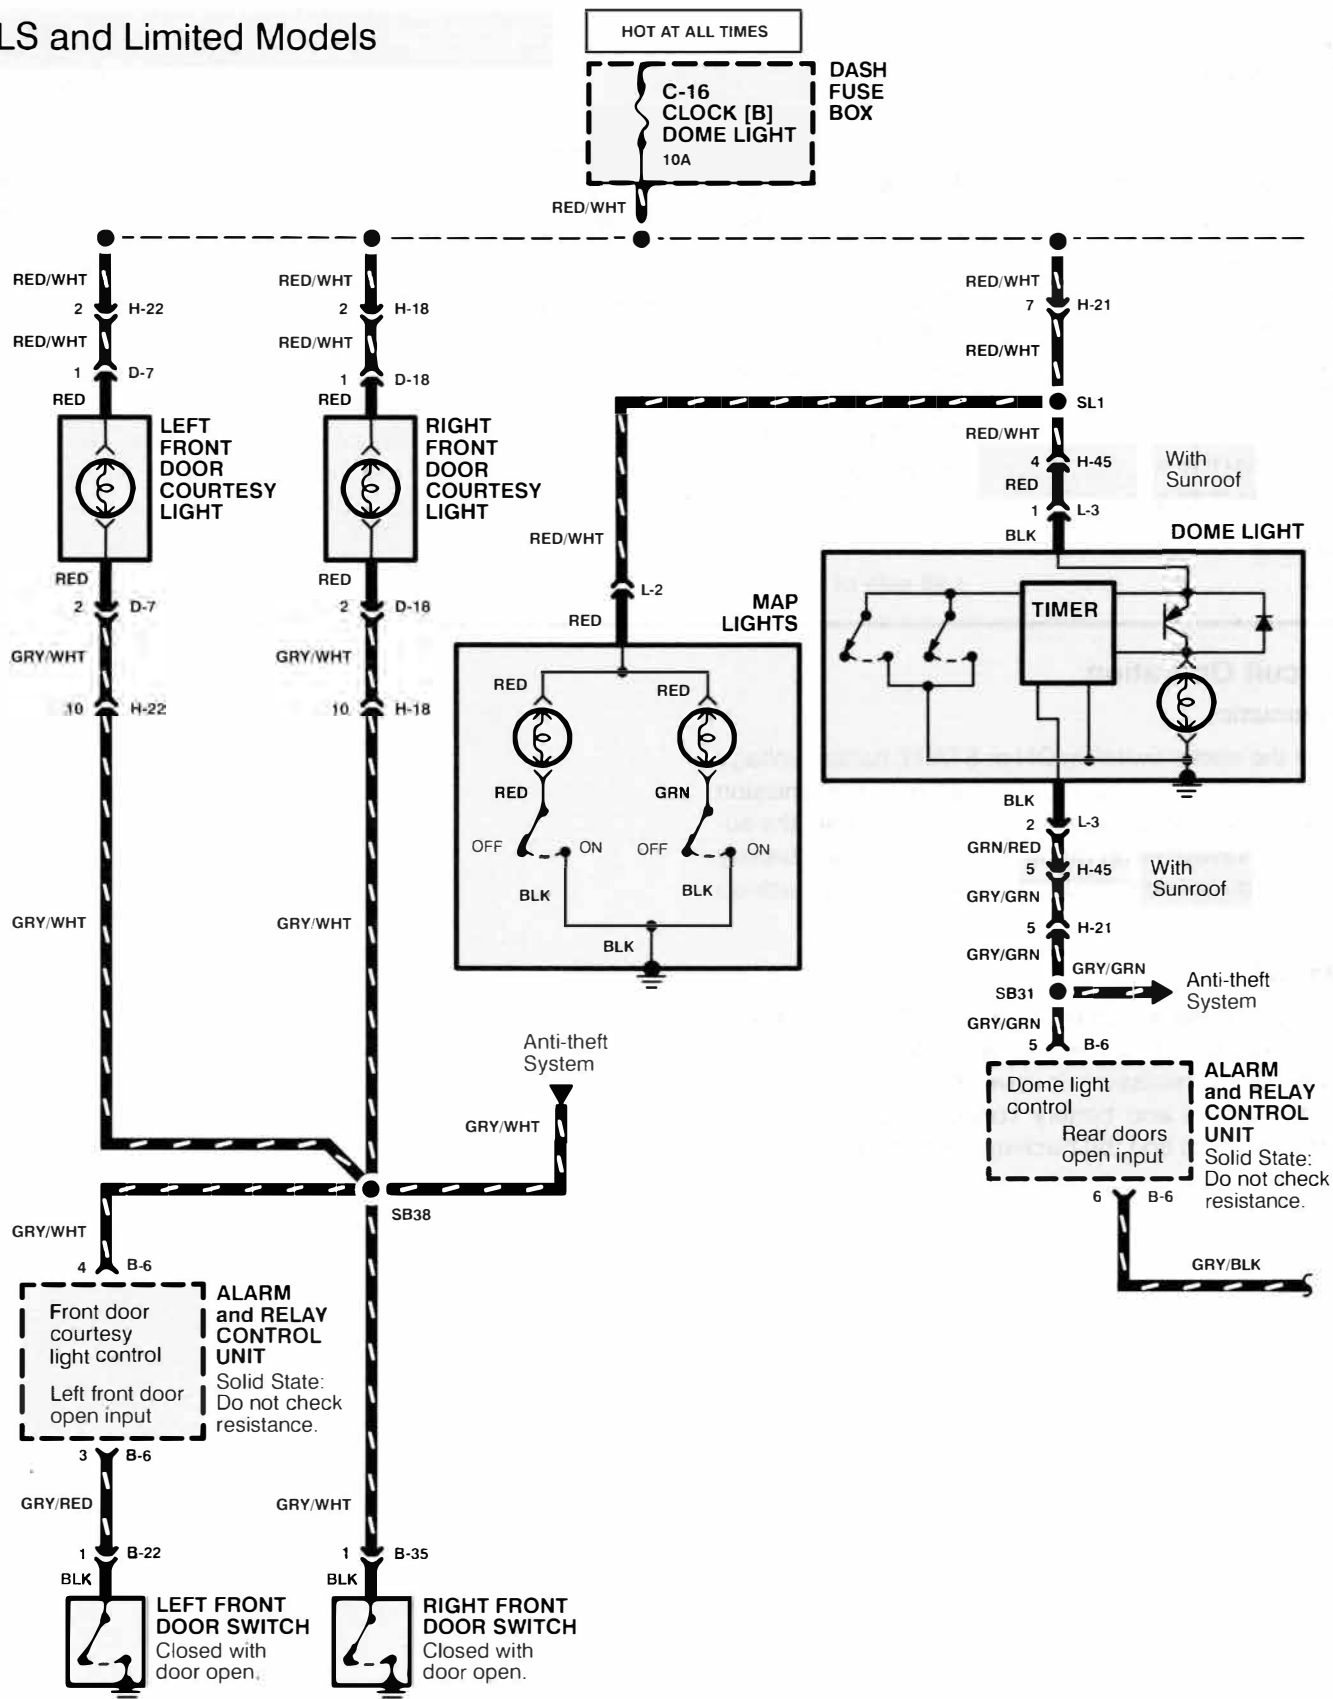 LS and Limited Models
HOT AT ALL TIMES
DASH
FUSE
BOX
C-16
CLOCK [B]
DOME LIGHT
10A
RED/WHT
RED/WHT
2 H-22
RED/WHT
1 D-7
RED
LEFT
FRONT
DOOR
COURTESY
LIGHT
RED
2 D-7
GRY/WHT
10 H-22
GRY/WHT
RED/WHT
2 H-18
RED/WHT
1 D-18
RED
RIGHT
FRONT
DOOR
COURTESY
LIGHT
RED
2 D-18
GRY/WHT
10 H-18
GRY/WHT
RED/WHT
7 H-21
RED/WHT
SL1
RED/WHT
4 H-45
With
Sunroof
RED
1 L-3
BLK
DOME LIGHT
TIMER
RED/WHT
L-2
RED
MAP
LIGHTS
RED RED
RED GRN
OFF ON OFF ON
BLK BLK
BLK
BLK
2 L-3
GRN/RED
5 H-45
With
Sunroof
GRY/GRN
5 H-21
GRY/GRN
GRY/GRN
SB31
Anti-theft
System
GRY/GRN
5 B-6
Dome light
control
Rear doors
open input
ALARM
and RELAY
CONTROL
UNIT
Solid State:
Do not check
resistance.
6 B-6
GRY/BLK
Anti-theft
System
GRY/WHT
SB38
GRY/WHT
4 B-6
Front door
courtesy
light control
Left front door
open input
ALARM
and RELAY
CONTROL
UNIT
Solid State:
Do not check
resistance.
3 B-6
GRY/RED
1 B-22
BLK
LEFT FRONT
DOOR SWITCH
Closed with
door open.
GRY/WHT
1 B-35
BLK
RIGHT FRONT
DOOR SWITCH
Closed with
door open.